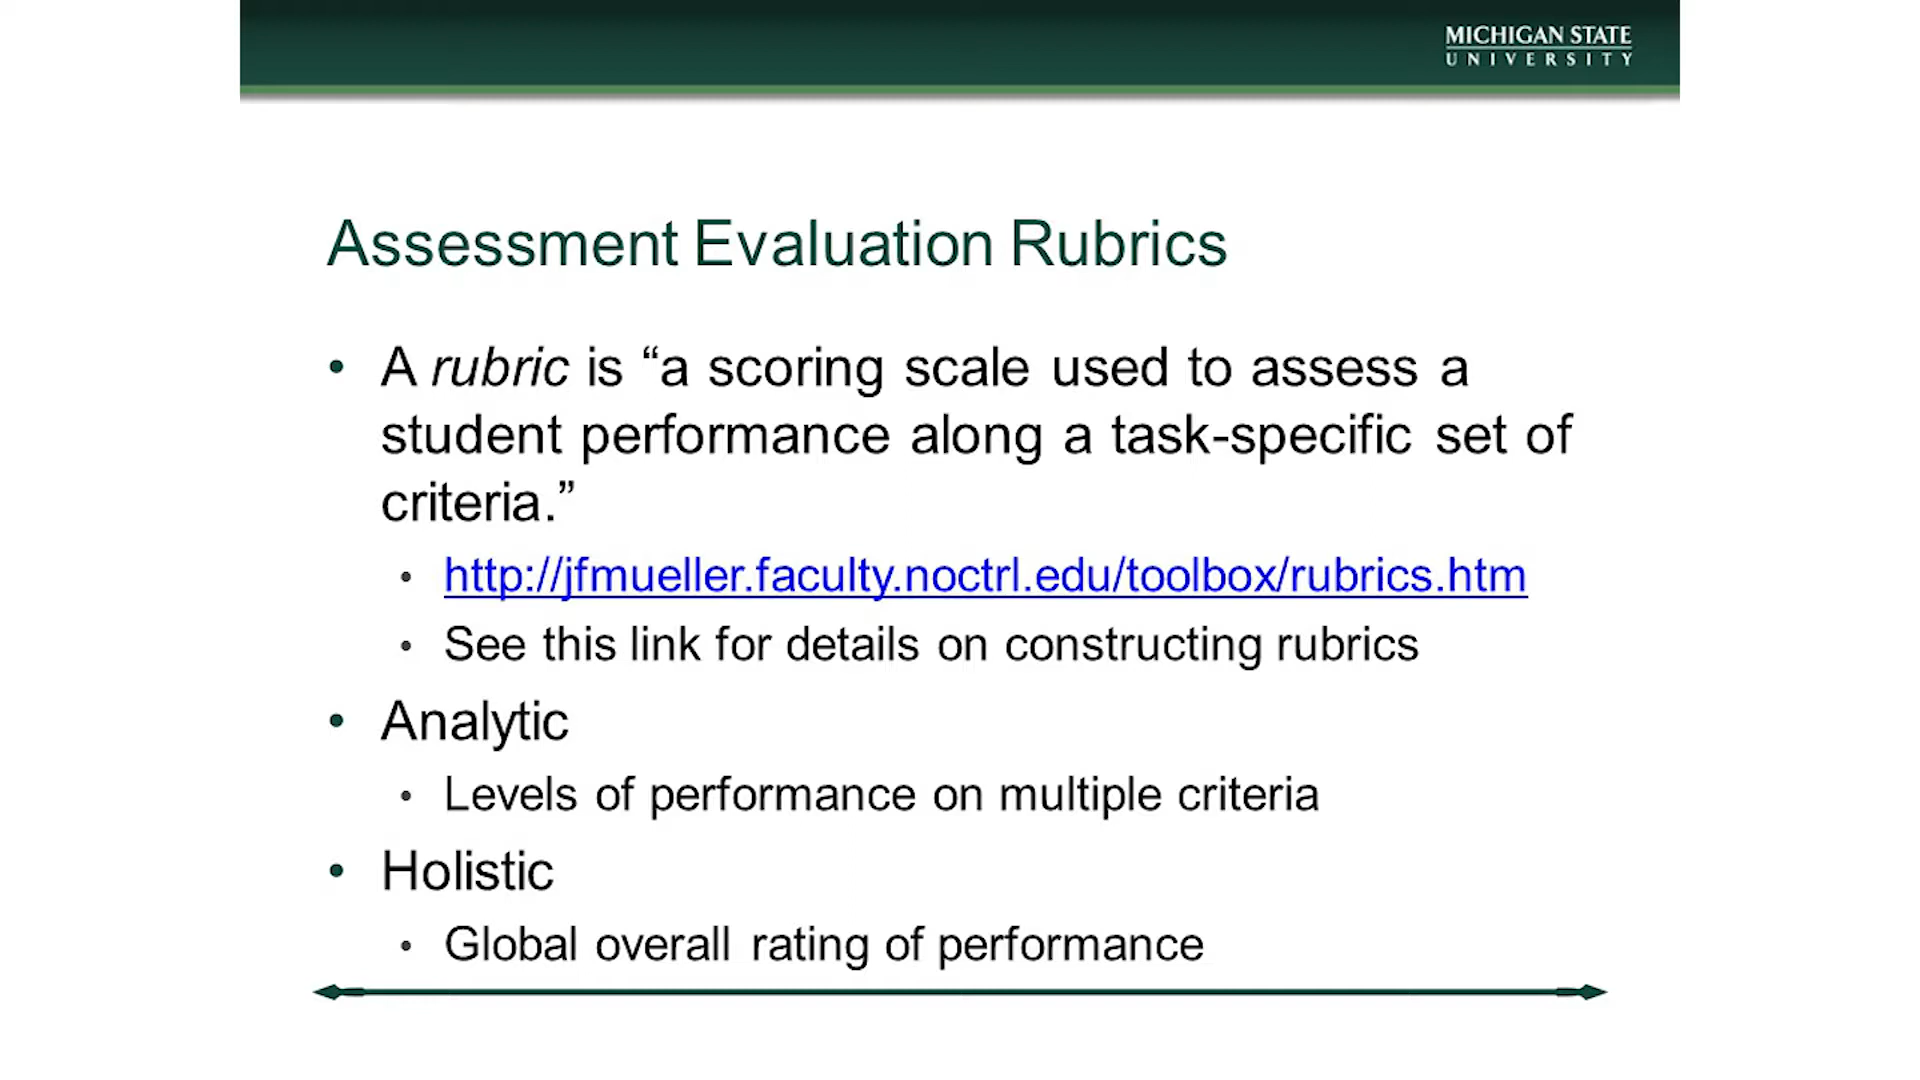 MICHIGAN STATE
UNIVERSITY
Assessment Evaluation Rubrics
• A rubric is “a scoring scale used to assess a
student performance along a task-specific set of
criteria.”
• http://jfmueller.faculty.noctrl.edu/toolbox/rubrics.htm
• See this link for details on constructing rubrics
• Analytic
• Levels of performance on multiple criteria
• Holistic
• Global overall rating of performance